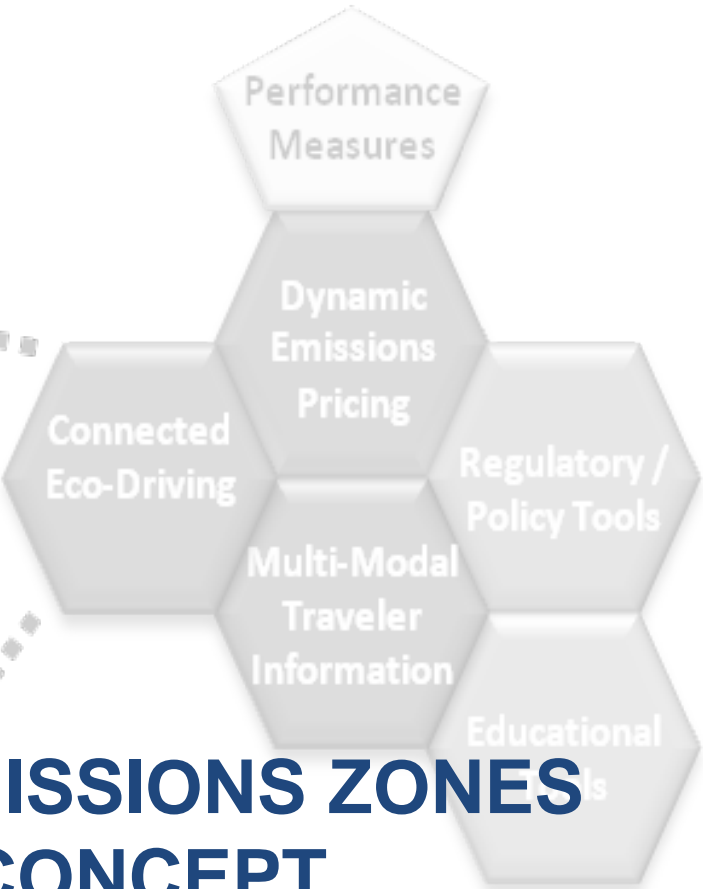 Performance
Measures
Dynamic
Emissions
Pricing
Connected
Eco-Driving
Regulatory /
Policy Tools
Multi-Modal
Traveler
Information
Educational
Tools
ISSIONS ZONES
CONCEPT